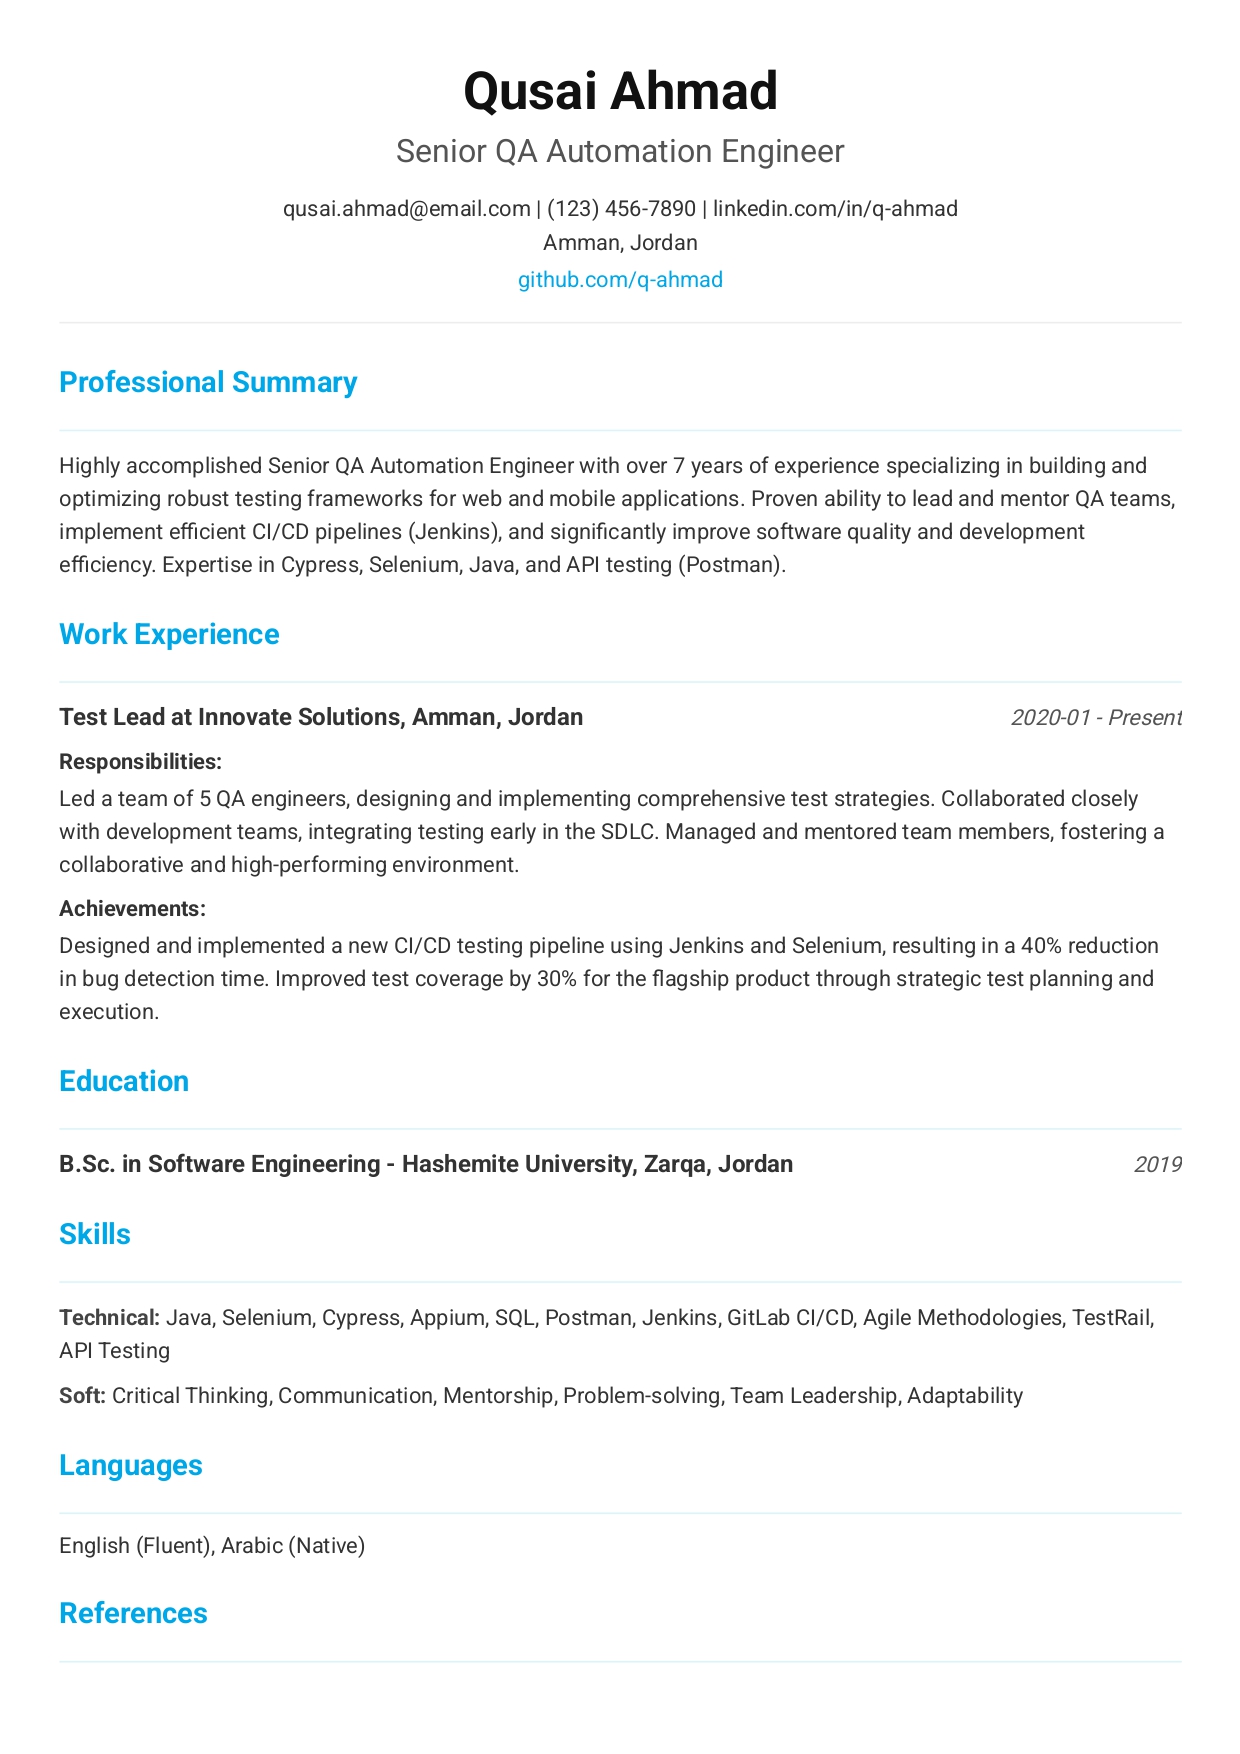 Qusai Ahmad
Senior QA Automation Engineer
qusai.ahmad@email.com | (123) 456-7890 | linkedin.com/in/q-ahmad
Amman, Jordan
github.com/q-ahmad
Professional Summary
Highly accomplished Senior QA Automation Engineer with over 7 years of experience specializing in building and
optimizing robust testing frameworks for web and mobile applications. Proven ability to lead and mentor QA teams,
implement efficient CI/CD pipelines (Jenkins), and significantly improve software quality and development
efficiency. Expertise in Cypress, Selenium, Java, and API testing (Postman).
Work Experience
Test Lead at Innovate Solutions, Amman, Jordan 2020-01 - Present
Responsibilities:
Led a team of 5 QA engineers, designing and implementing comprehensive test strategies. Collaborated closely
with development teams, integrating testing early in the SDLC. Managed and mentored team members, fostering a
collaborative and high-performing environment.
Achievements:
Designed and implemented a new CI/CD testing pipeline using Jenkins and Selenium, resulting in a 40% reduction
in bug detection time. Improved test coverage by 30% for the flagship product through strategic test planning and
execution.
Education
B.Sc. in Software Engineering - Hashemite University, Zarqa, Jordan 2019
Skills
Technical: Java, Selenium, Cypress, Appium, SQL, Postman, Jenkins, GitLab CI/CD, Agile Methodologies, TestRail,
API Testing
Soft: Critical Thinking, Communication, Mentorship, Problem-solving, Team Leadership, Adaptability
Languages
English (Fluent), Arabic (Native)
References